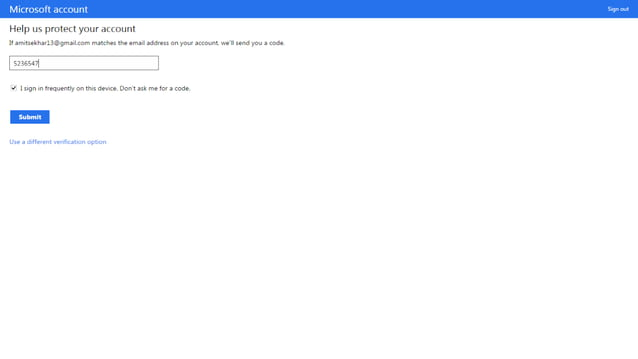 Microsoft account
Sign out
Help us protect your account
If amitsekhar13@gmail.com matches the email address on your account, we'll send you a code.
5236547
I sign in frequently on this device. Don't ask me for a code.
Submit
Use a different verification option